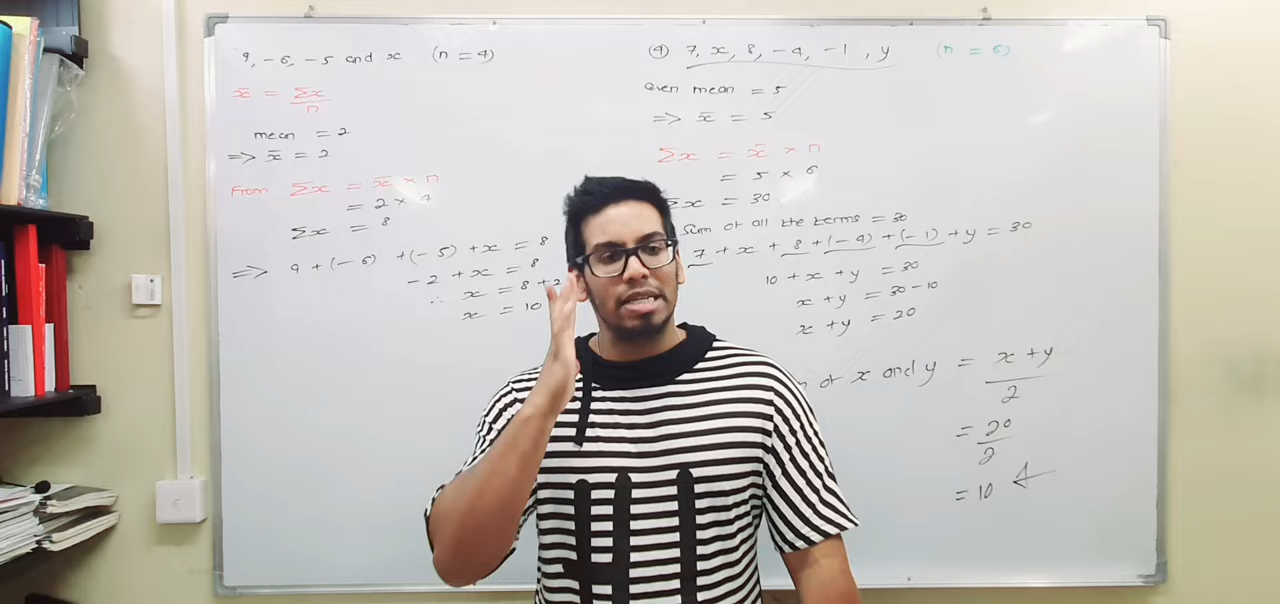 9, -6, -5 and x (n = 4)
x̄ = Σx/n
mean = 2
=> x̄ = 2
From Σx = x̄ × n
= 2 × 4
Σx = 8
=> 9 + (-6) + (-5) + x = 8
-2 + x = 8
∴ x = 8 + 2
x = 10
④ 7, x, 8, -4, -1, y (n = 6)
Given mean = 5
=> x̄ = 5
Σx = x̄ × n
= 5 × 6
Σx = 30
Sum of all the terms = 30
7 + x + 8 + (-4) + (-1) + y = 30
10 + x + y = 30
x + y = 30 - 10
x + y = 20
of x and y = x + y/2
= 20/2
= 10